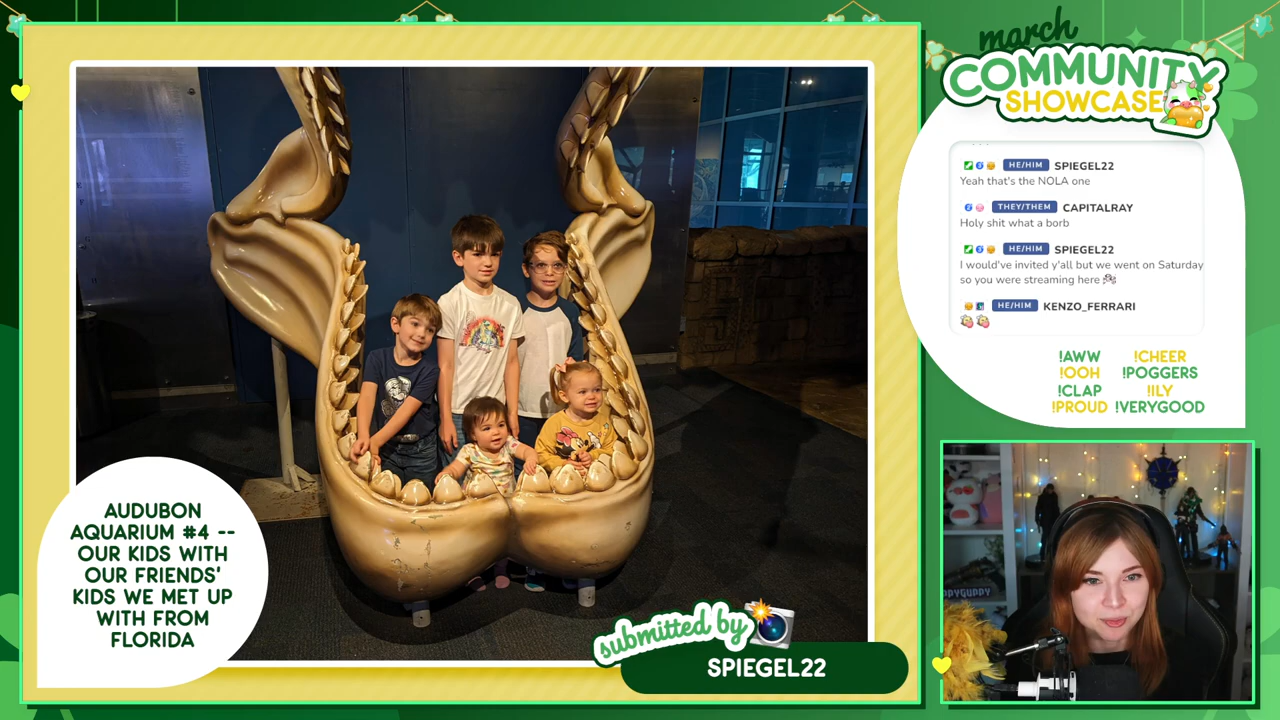 march
COMMUNITY
SHOWCASE
HE/HIM SPIEGEL22
Yeah that's the NOLA one
THEY/THEM CAPITALRAY
Holy shit what a borb
HE/HIM SPIEGEL22
I would've invited y'all but we went on Saturday
so you were streaming here
HE/HIM KENZO_FERRARI
!AWW !CHEER
!OOH !POGGERS
!CLAP !ILY
!PROUD !VERYGOOD
AUDUBON
AQUARIUM #4 --
OUR KIDS WITH
OUR FRIENDS'
KIDS WE MET UP
WITH FROM
FLORIDA
submitted by
SPIEGEL22